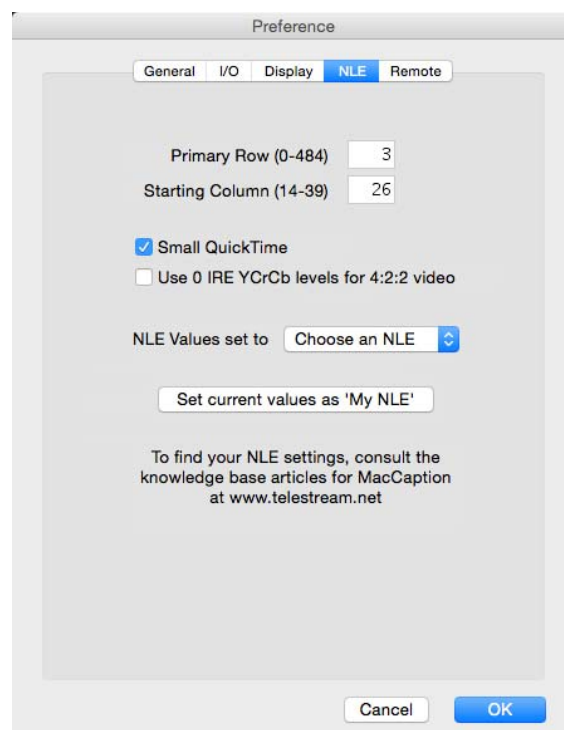 Preference
General I/O Display NLE Remote
Primary Row (0-484) 3
Starting Column (14-39) 26
Small QuickTime
Use 0 IRE YCrCb levels for 4:2:2 video
NLE Values set to Choose an NLE
Set current values as 'My NLE'
To find your NLE settings, consult the
knowledge base articles for MacCaption
at www.telestream.net
Cancel OK